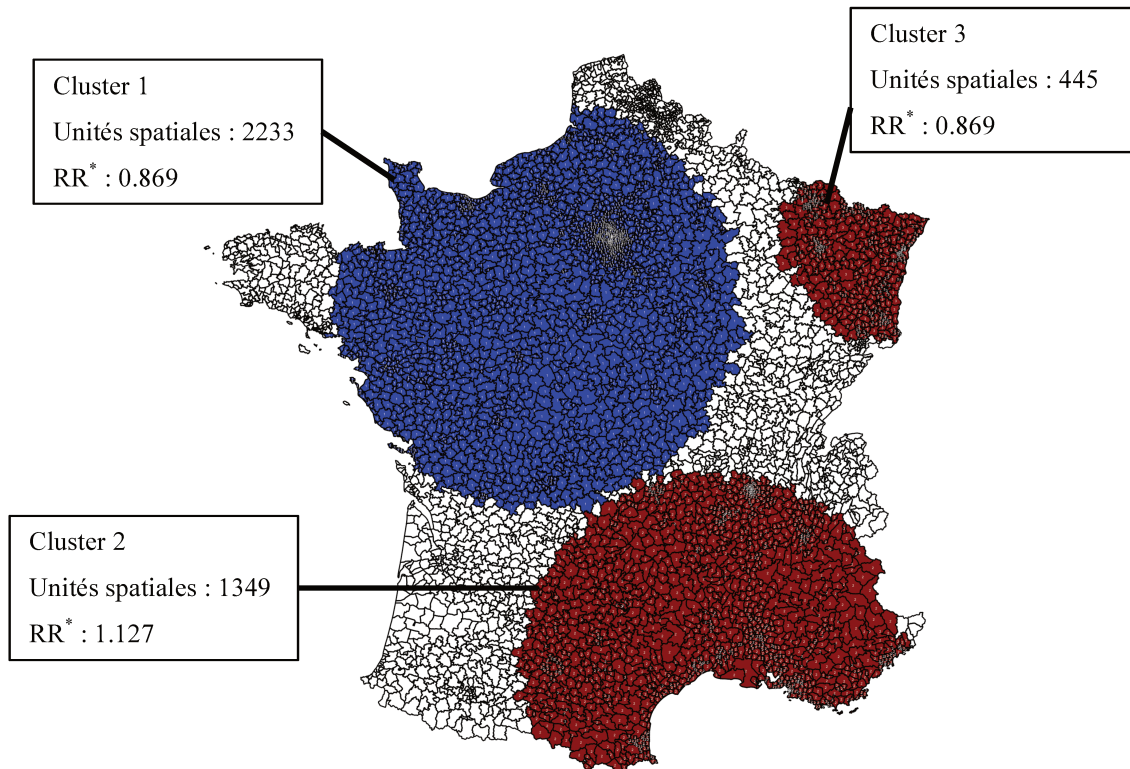 Cluster 1
Unités spatiales : 2233
RR* : 0.869
Cluster 3
Unités spatiales : 445
RR* : 0.869
Cluster 2
Unités spatiales : 1349
RR* : 1.127